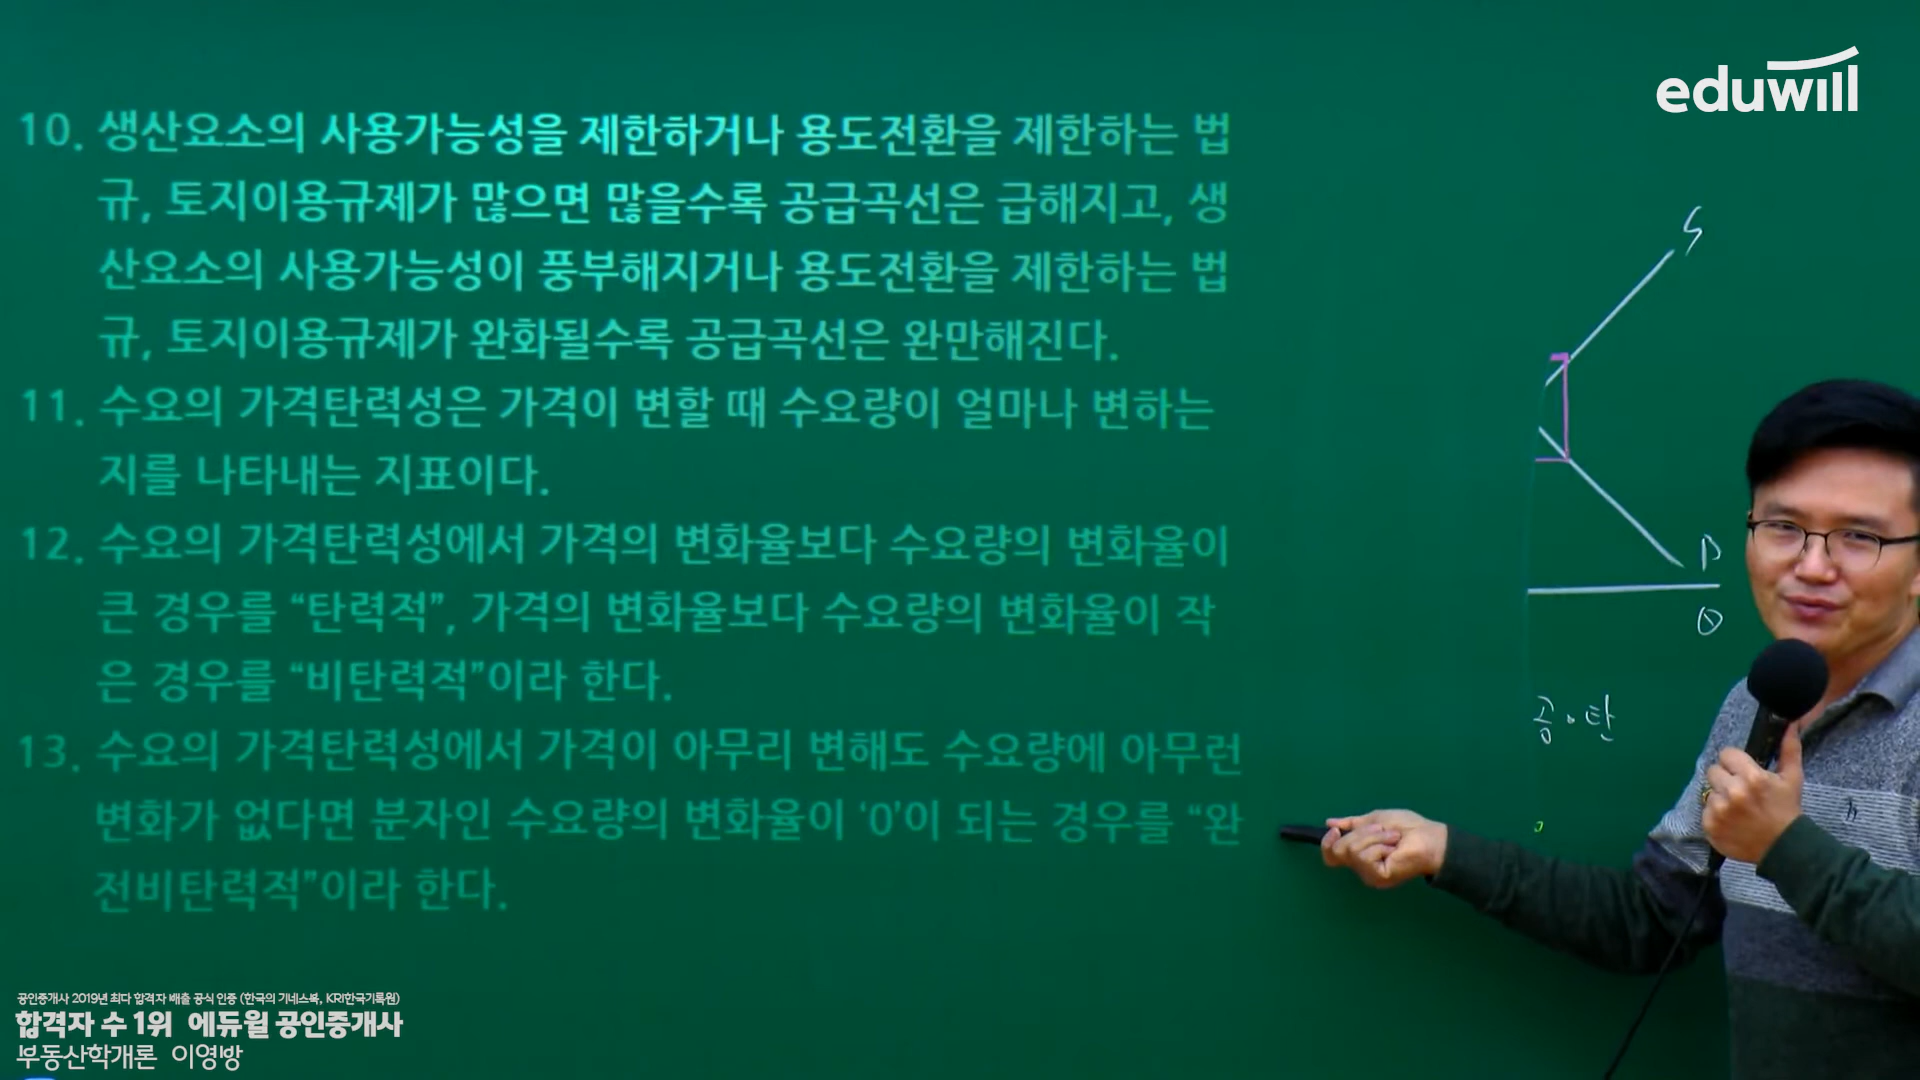 eduwill
10. 생산요소의 사용가능성을 제한하거나 용도전환을 제한하는 법
규, 토지이용규제가 많으면 많을수록 공급곡선은 급해지고, 생
산요소의 사용가능성이 풍부해지거나 용도전환을 제한하는 법
규, 토지이용규제가 완화될수록 공급곡선은 완만해진다.
11. 수요의 가격탄력성은 가격이 변할 때 수요량이 얼마나 변하는
지를 나타내는 지표이다.
12. 수요의 가격탄력성에서 가격의 변화율보다 수요량의 변화율이
큰 경우를 “탄력적”, 가격의 변화율보다 수요량의 변화율이 작
은 경우를 “비탄력적”이라 한다.
13. 수요의 가격탄력성에서 가격이 아무리 변해도 수요량에 아무런
변화가 없다면 분자인 수요량의 변화율이 ‘0’이 되는 경우를 “완
전비탄력적”이라 한다.
S
D
Q
공.탄
공인중개사 2019년 최다 합격자 배출 공식 인증 (한국의 기네스북, KRI한국기록원)
합격자 수 1위 에듀윌 공인중개사
부동산학개론 이영방